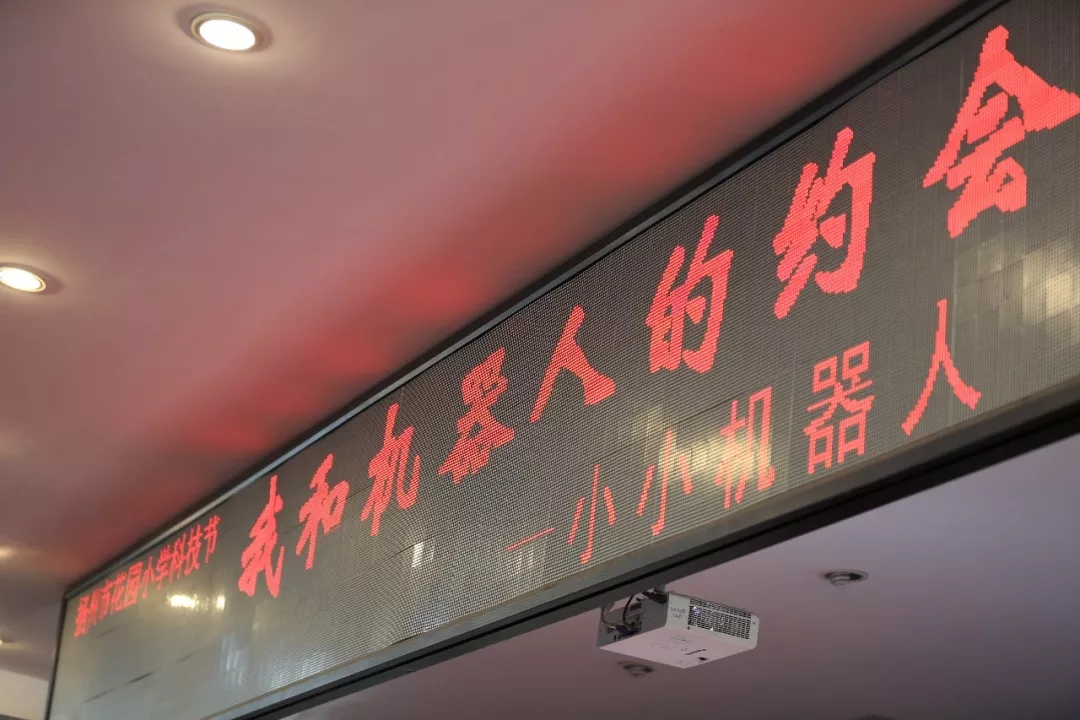 扬州市花园小学科技节
我和机器人的约会
—小小机器人